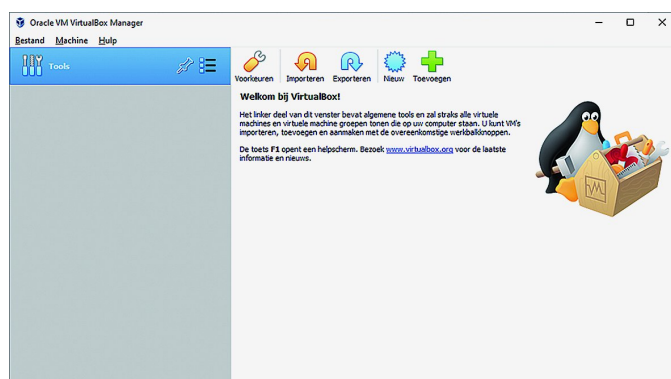 Oracle VM VirtualBox Manager
Bestand Machine Hulp
Tools
Voorkeuren Importeren Exporteren Nieuw Toevoegen
Welkom bij VirtualBox!
Het linker deel van dit venster bevat algemene tools en zal straks alle virtuele
machines en virtuele machine groepen tonen die op uw computer staan. U kunt VM's
importeren, toevoegen en aanmaken met de overeenkomstige werkbalkknoppen.
De toets F1 opent een helpscherm. Bezoek www.virtualbox.org voor de laatste
informatie en nieuws.
VM